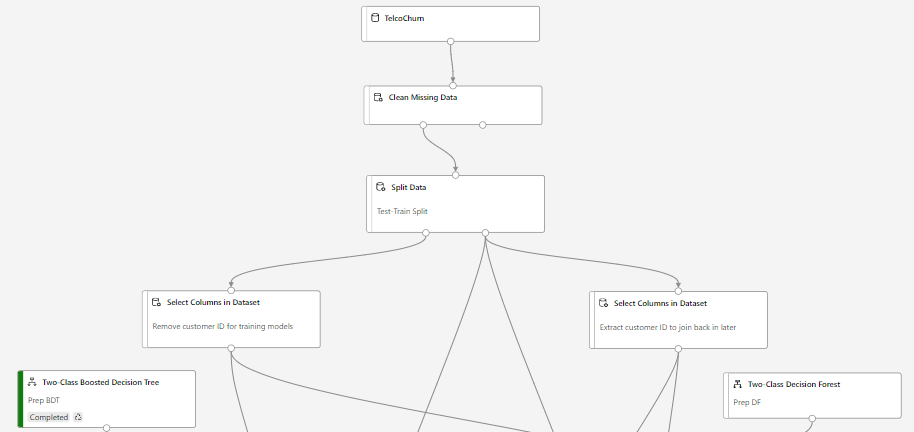 TelcoChurn
Clean Missing Data
Split Data
Test-Train Split
Select Columns in Dataset
Remove customer ID for training models
Select Columns in Dataset
Extract customer ID to join back in later
Two-Class Boosted Decision Tree
Prep BDT
Completed
Two-Class Decision Forest
Prep DF